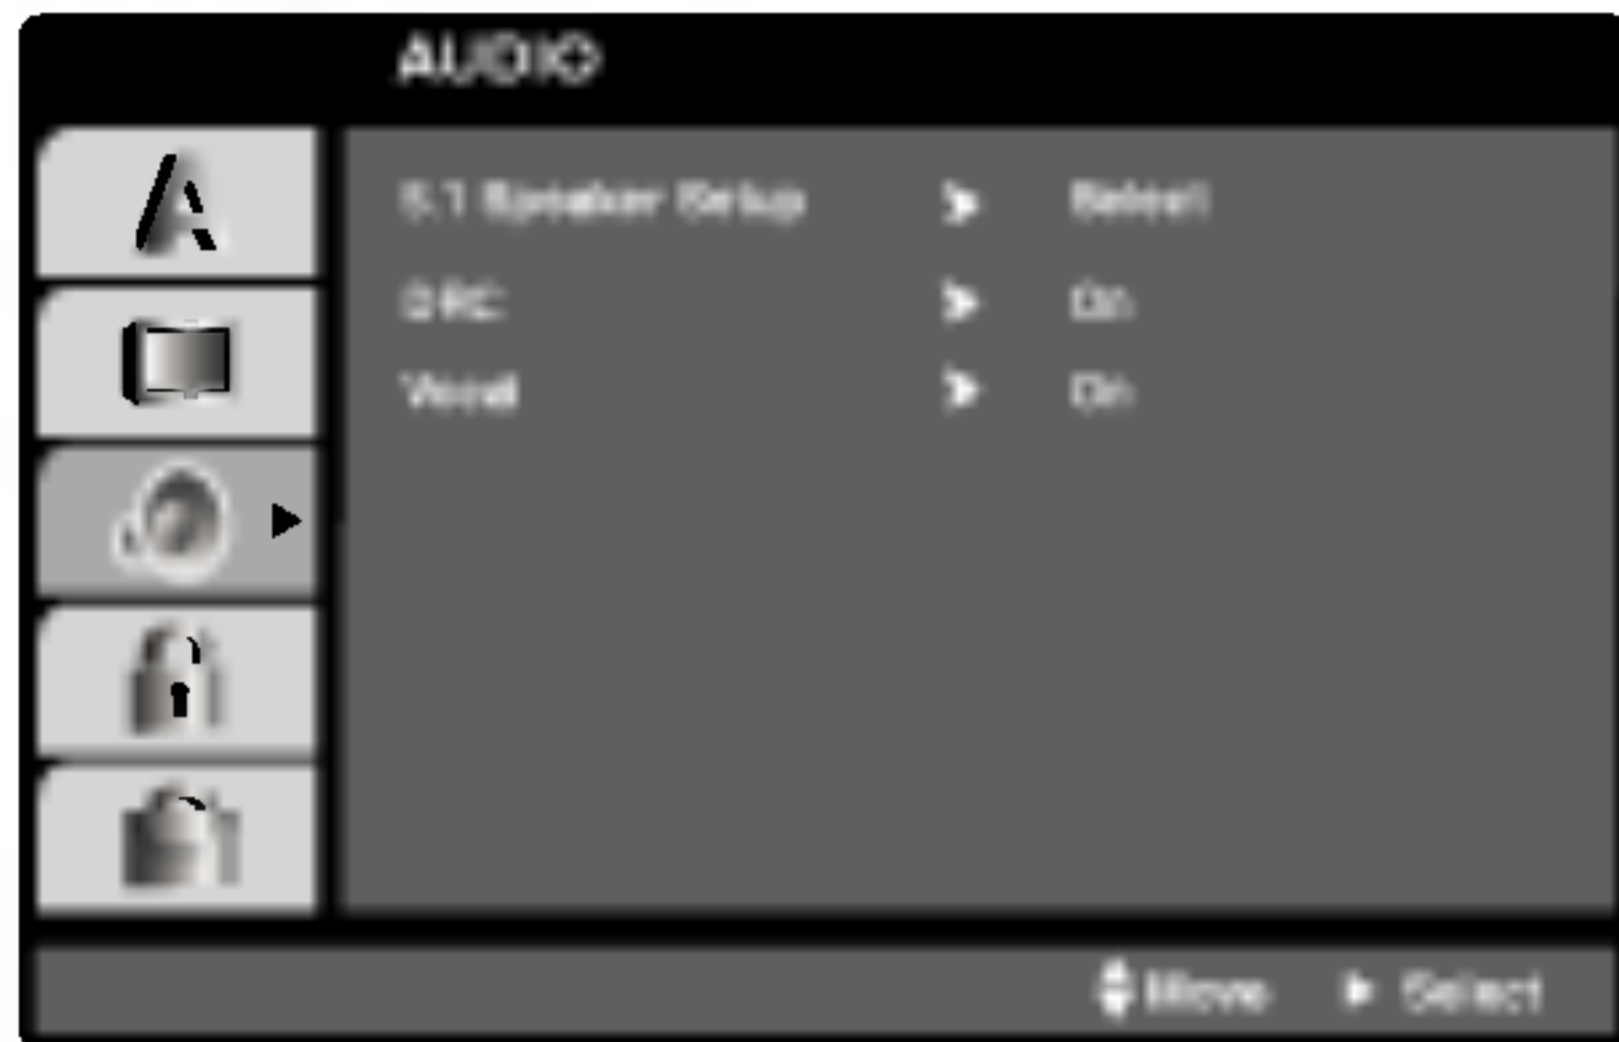 AUDIO
5.1 Speaker Setup Select
DRC On
Vocal On
Move Select